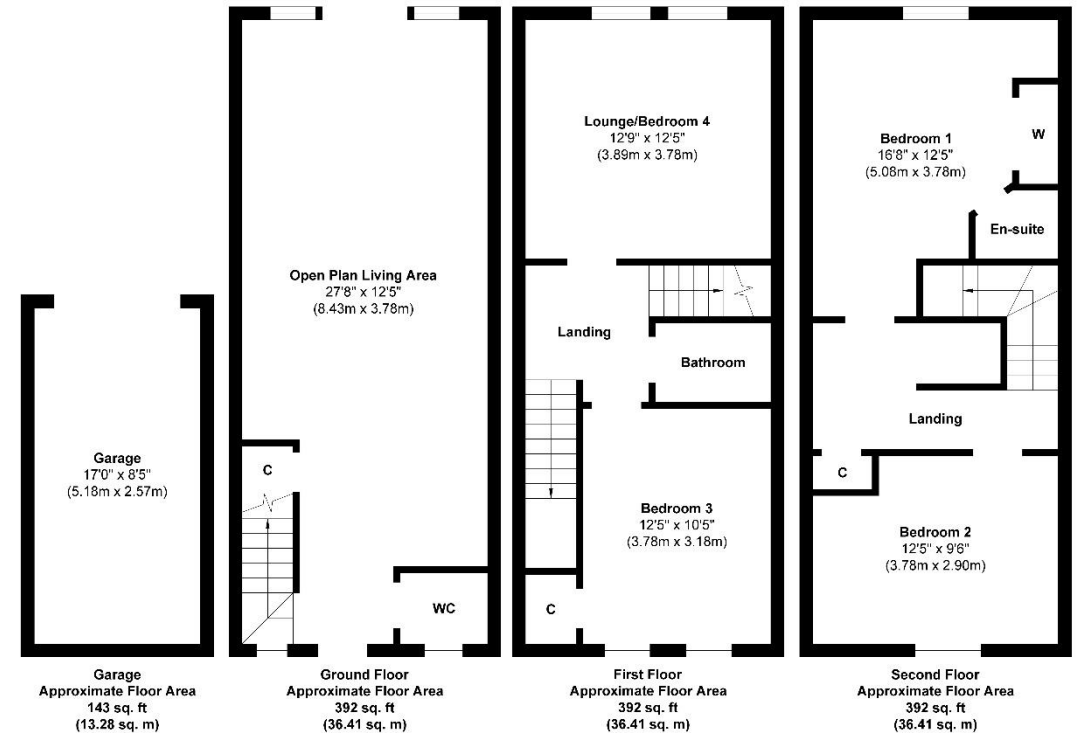 Garage
17'0" x 8'5"
(5.18m x 2.57m)
Garage
Approximate Floor Area
143 sq. ft
(13.28 sq. m)
Open Plan Living Area
27'8" x 12'5"
(8.43m x 3.78m)
C
WC
Ground Floor
Approximate Floor Area
392 sq. ft
(36.41 sq. m)
Lounge/Bedroom 4
12'9" x 12'5"
(3.89m x 3.78m)
Landing
Bathroom
Bedroom 3
12'5" x 10'5"
(3.78m x 3.18m)
C
First Floor
Approximate Floor Area
392 sq. ft
(36.41 sq. m)
Bedroom 1
16'8" x 12'5"
(5.08m x 3.78m)
W
En-suite
Landing
C
Bedroom 2
12'5" x 9'6"
(3.78m x 2.90m)
Second Floor
Approximate Floor Area
392 sq. ft
(36.41 sq. m)